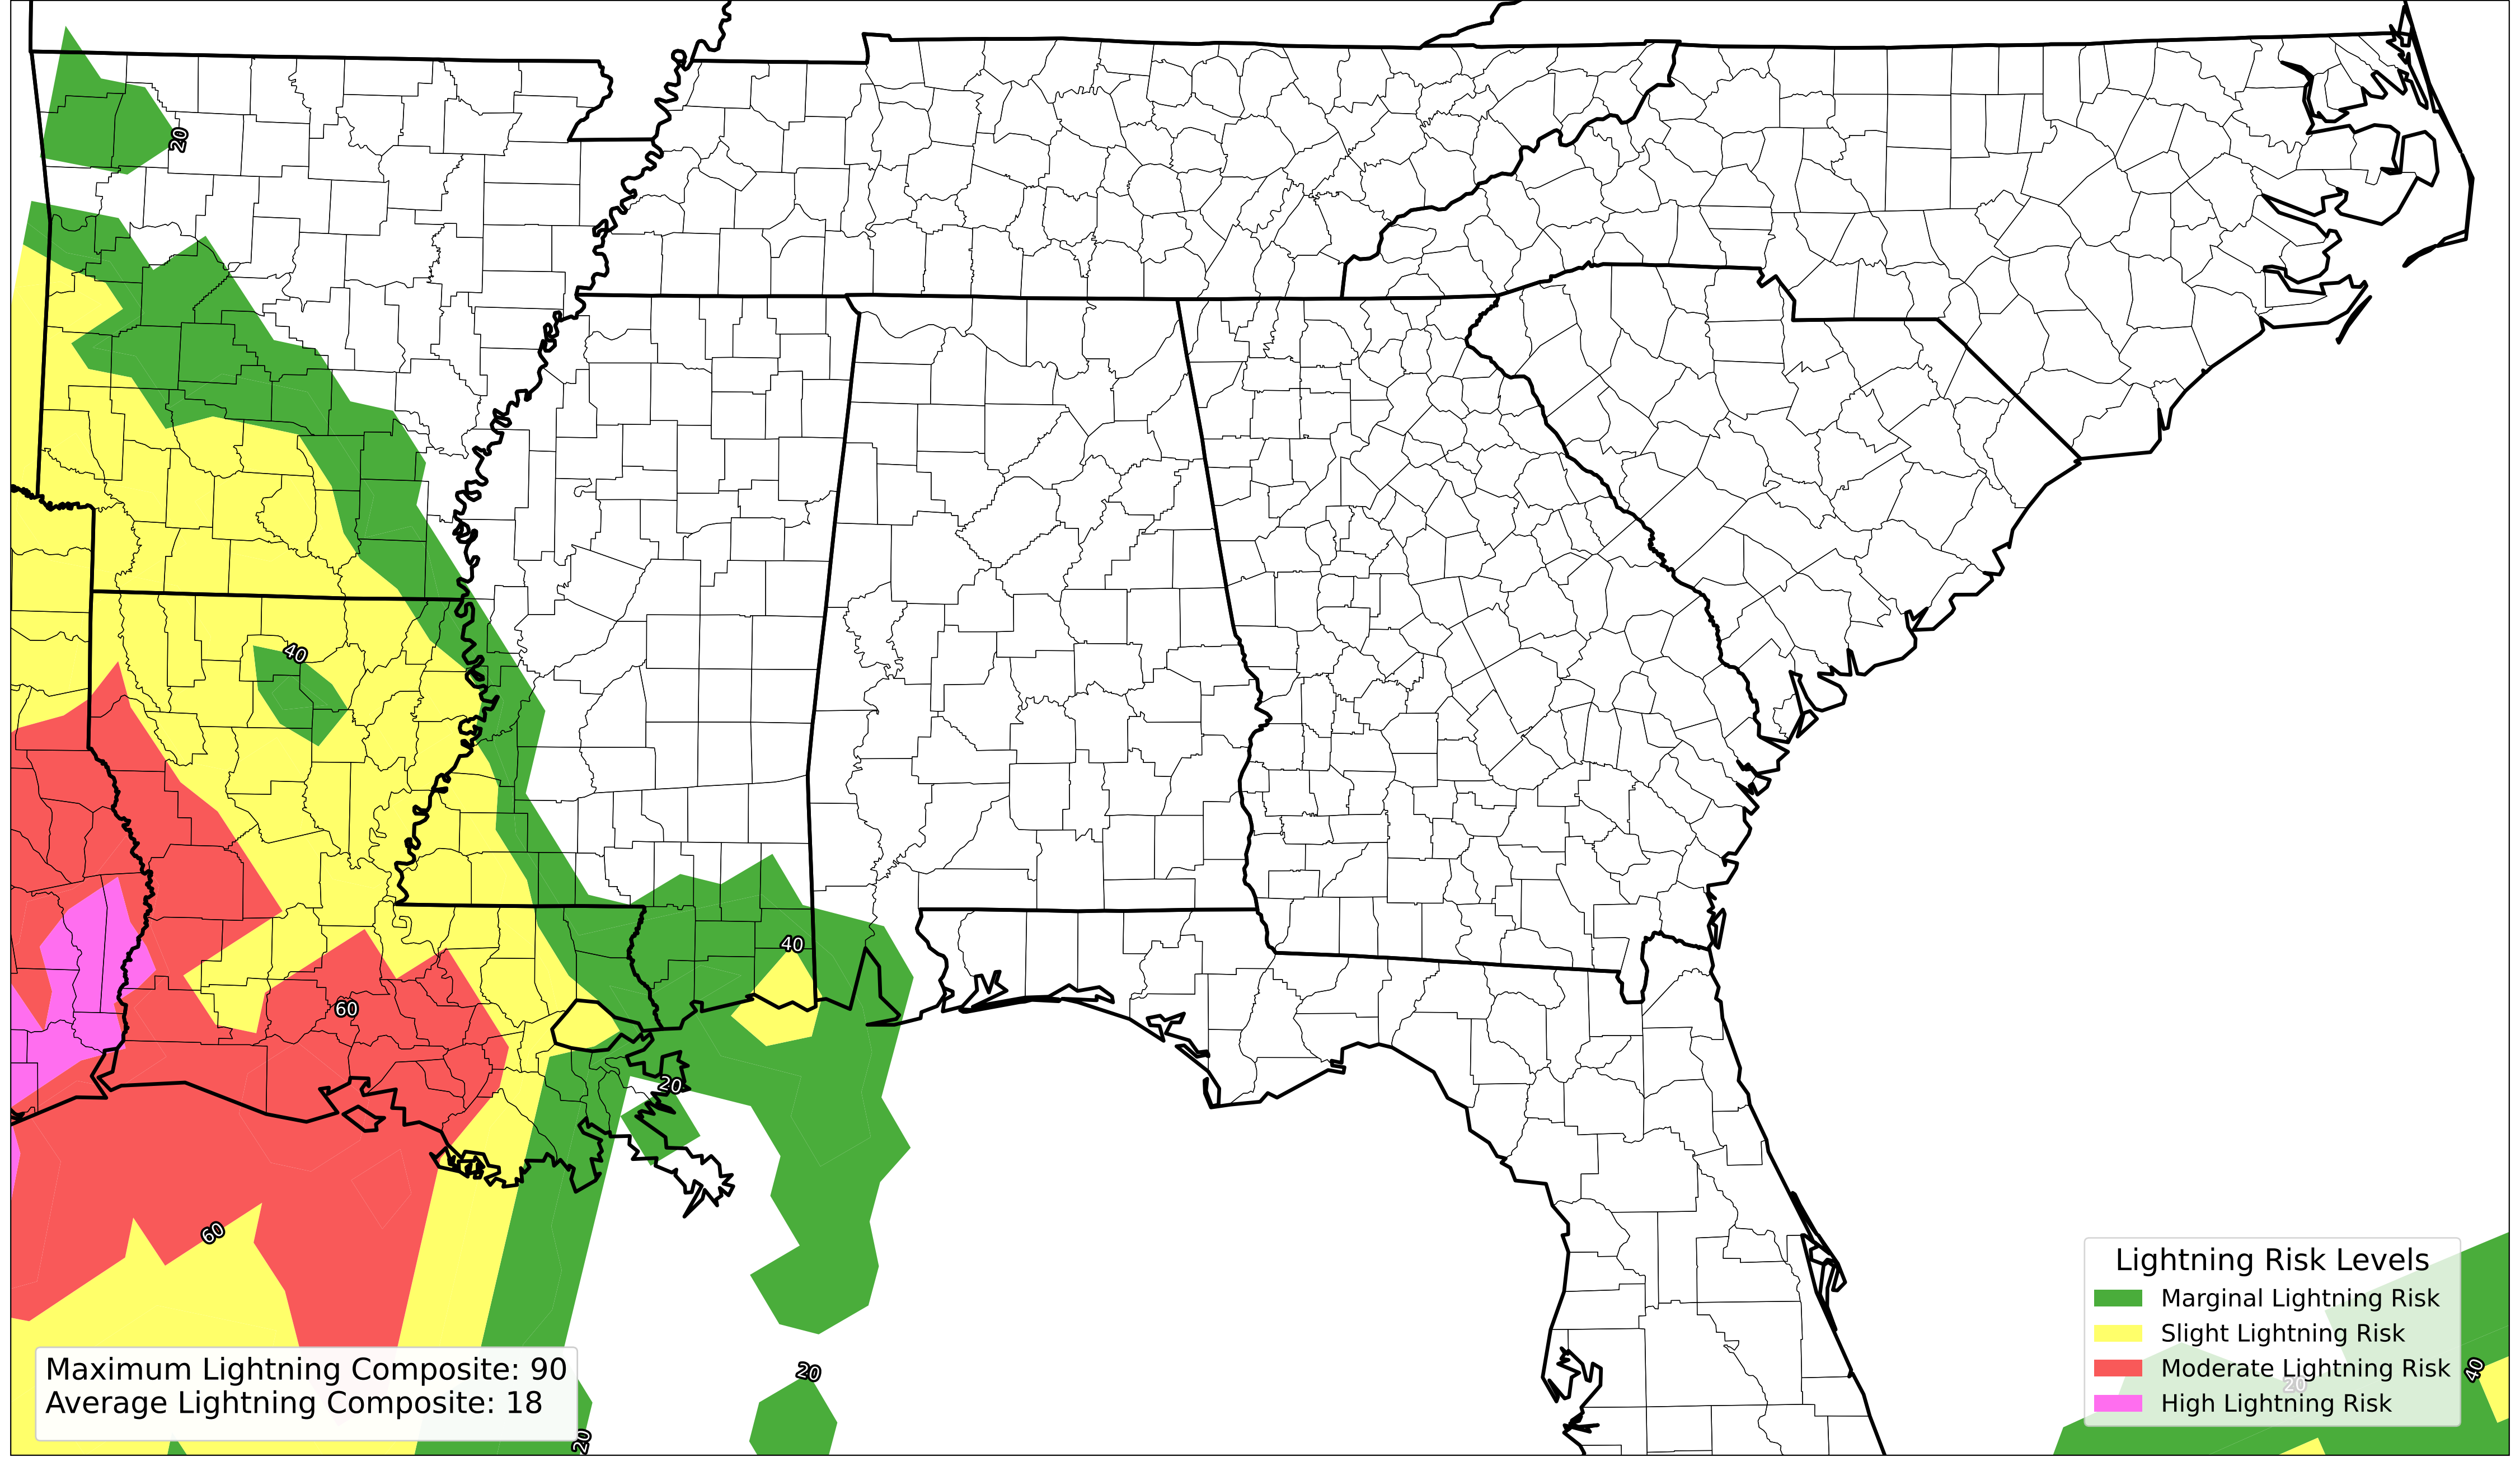 20
40
40
60
20
60
20
20
Maximum Lightning Composite: 90
Average Lightning Composite: 18
Lightning Risk Levels
Marginal Lightning Risk
Slight Lightning Risk
Moderate Lightning Risk
High Lightning Risk
40
20